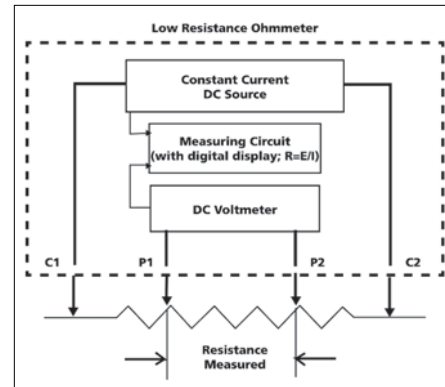 Low Resistance Ohmmeter
Constant Current
DC Source
Measuring Circuit
(with digital display; R=E/I)
DC Voltmeter
C1 P1 P2 C2
Resistance
Measured